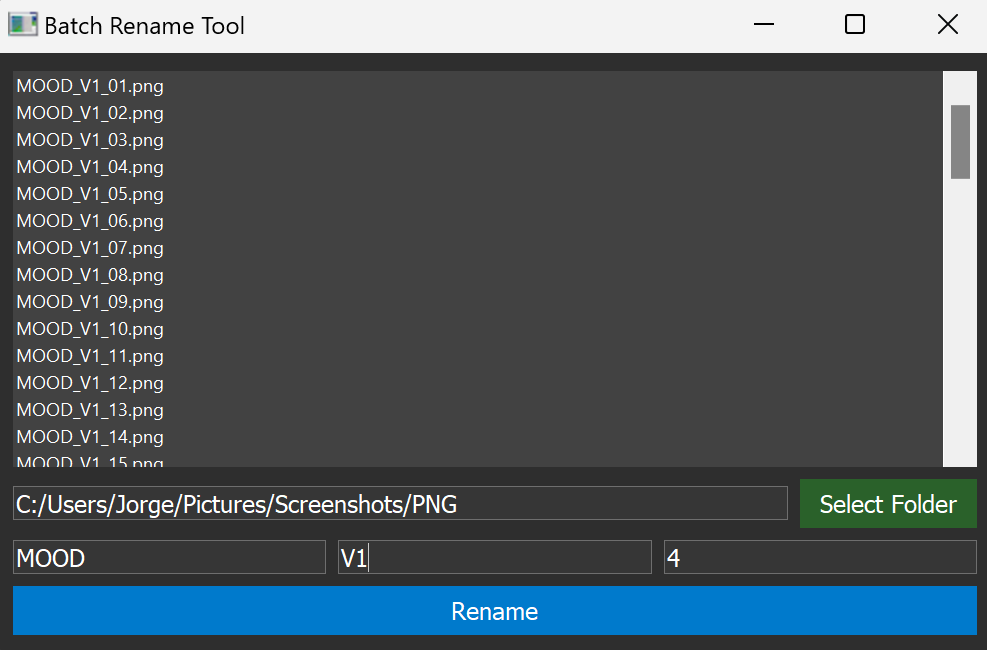 Batch Rename Tool
MOOD_V1_01.png
MOOD_V1_02.png
MOOD_V1_03.png
MOOD_V1_04.png
MOOD_V1_05.png
MOOD_V1_06.png
MOOD_V1_07.png
MOOD_V1_08.png
MOOD_V1_09.png
MOOD_V1_10.png
MOOD_V1_11.png
MOOD_V1_12.png
MOOD_V1_13.png
MOOD_V1_14.png
MOOD_V1_15.png
C:/Users/Jorge/Pictures/Screenshots/PNG Select Folder
MOOD V1 4
Rename